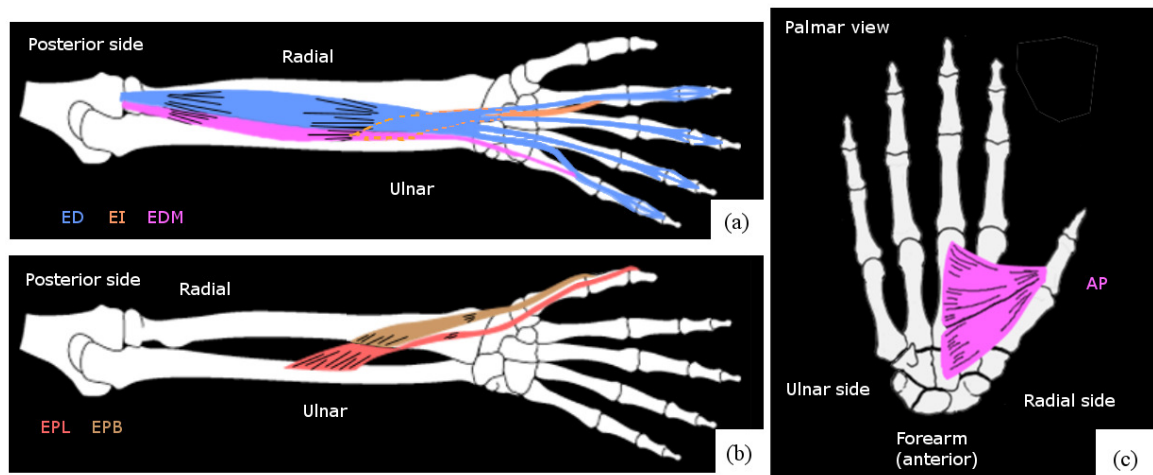 Posterior side
Radial
Ulnar
ED EI EDM
(a)
Posterior side
Radial
Ulnar
EPL EPB
(b)
Palmar view
AP
Ulnar side
Radial side
Forearm
(anterior)
(c)